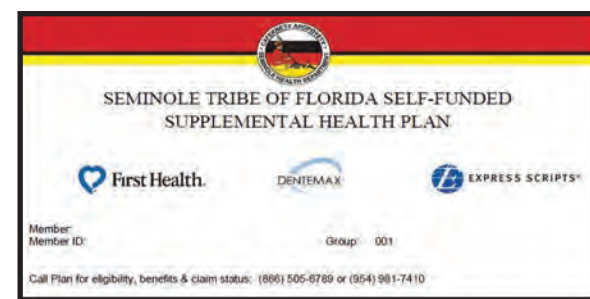 SEMINOLE TRIBE OF FLORIDA SELF-FUNDED
SUPPLEMENTAL HEALTH PLAN
First Health.
DENTEMAX
EXPRESS SCRIPTS®
Member:
Member ID:
Group: 001
Call Plan for eligibility, benefits & claim status: (866) 505-6789 or (954) 981-7410